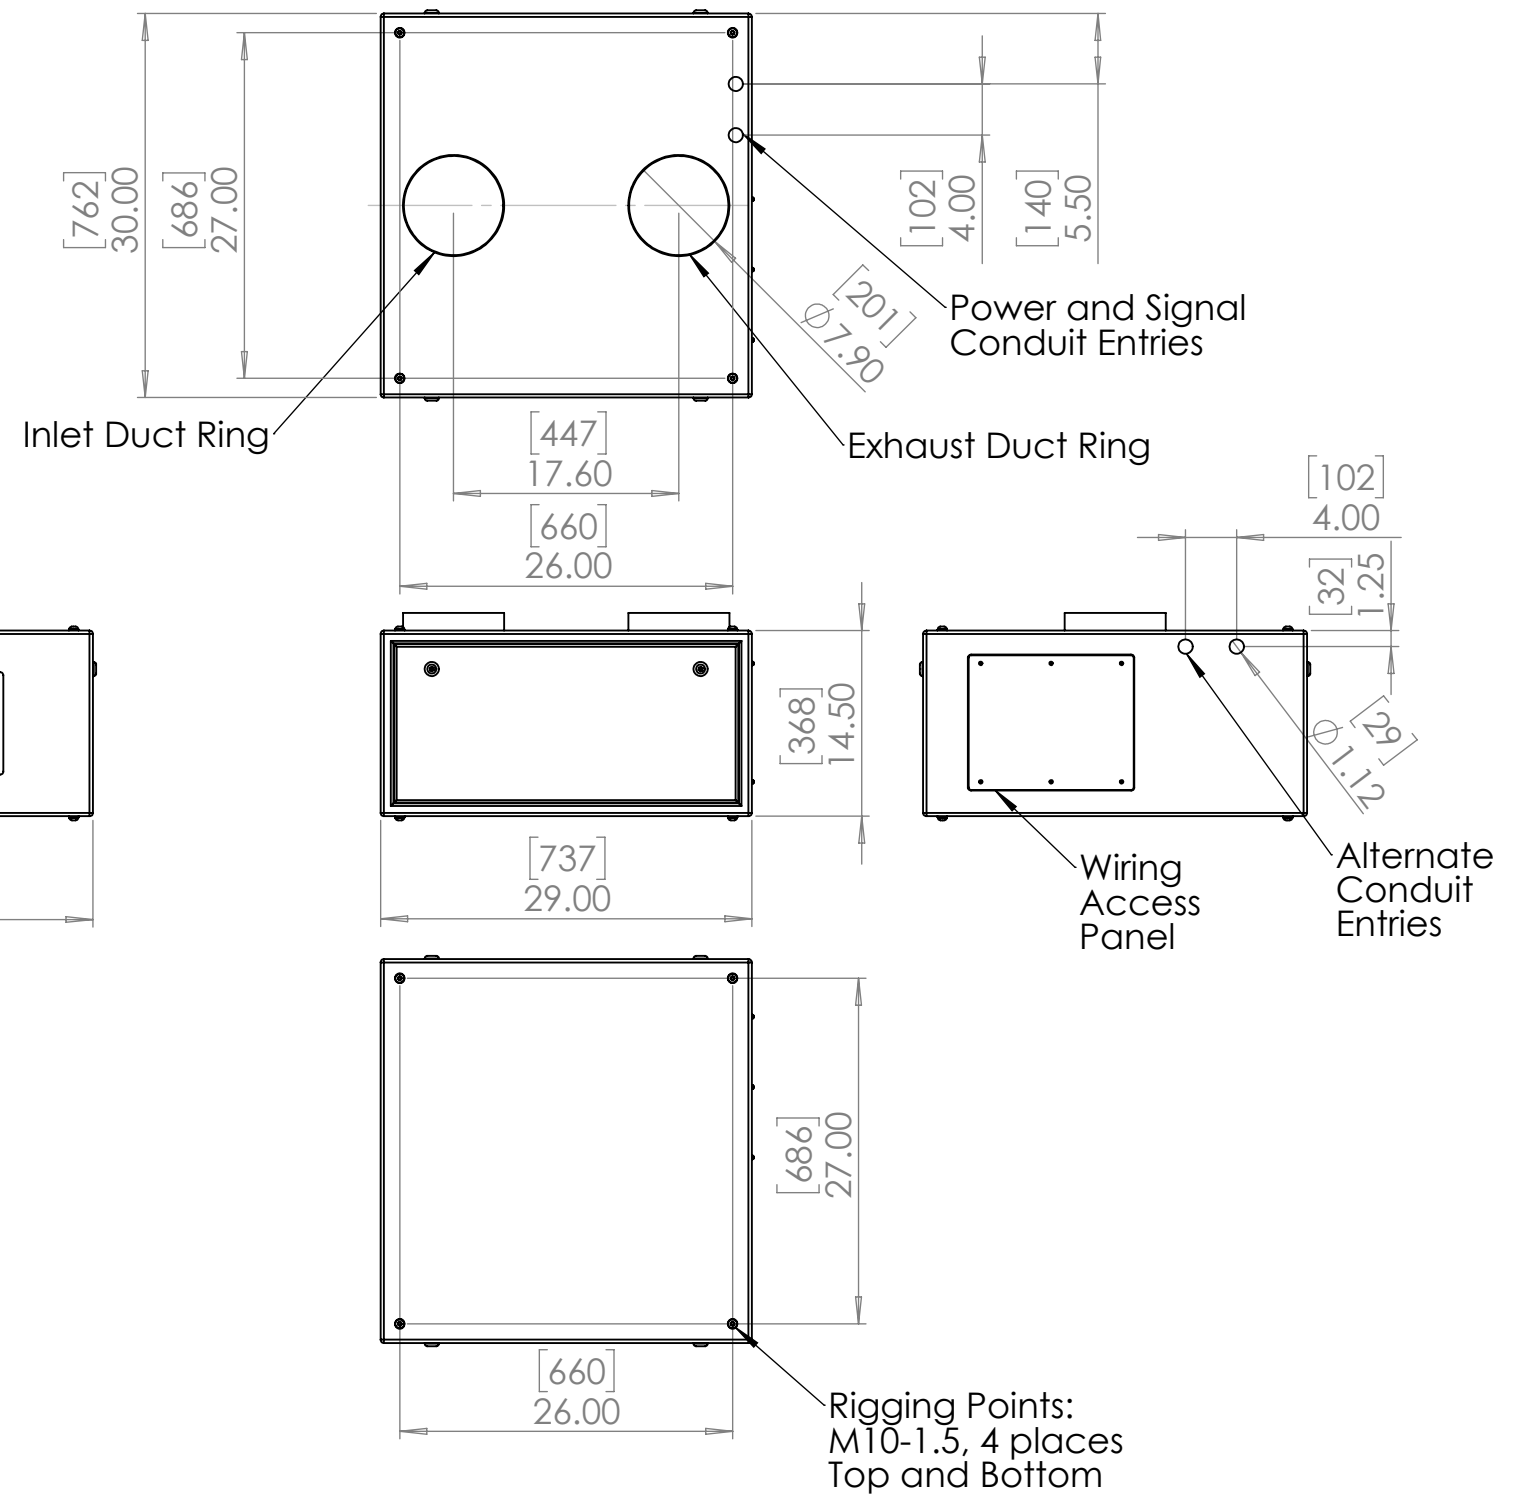 [762]
30.00
[686]
27.00
[102]
4.00
[140]
5.50
[201]
∅7.90
Power and Signal
Conduit Entries
Inlet Duct Ring
Exhaust Duct Ring
[447]
17.60
[660]
26.00
[102]
4.00
[32]
1.25
[368]
14.50
[29]
∅1.12
[737]
29.00
Wiring
Access
Panel
Alternate
Conduit
Entries
[686]
27.00
[660]
26.00
Rigging Points:
M10-1.5, 4 places
Top and Bottom